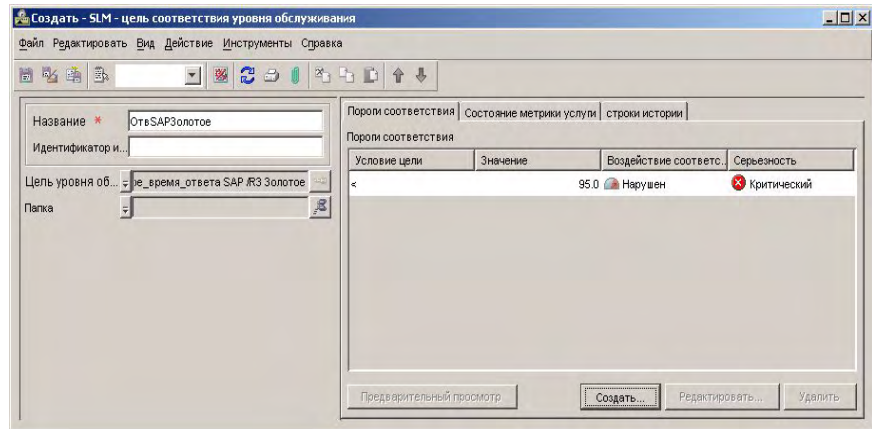 Создать - SLM - цель соответствия уровня обслуживания
Файл Редактировать Вид Действие Инструменты Справка
Название * ОтвSAPЗолотое
Идентификатор и...
Цель уровня об... ое_время_ответа SAP /R3 Золотое
Папка
Пороги соответствия Состояние метрики услуги строки истории
Пороги соответствия
Условие цели Значение Воздействие соответс.. Серьезность
< 95.0 Нарушен Критический
Предварительный просмотр Создать... Редактировать... Удалить